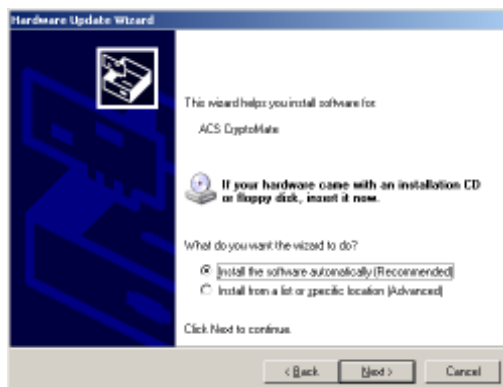 Hardware Update Wizard
This wizard helps you install software for:
ACS CryptoMate
If your hardware came with an installation CD
or floppy disk, insert it now.
What do you want the wizard to do?
Install the software automatically (Recommended)
Install from a list or specific location (Advanced)
Click Next to continue.
< Back
Next >
Cancel